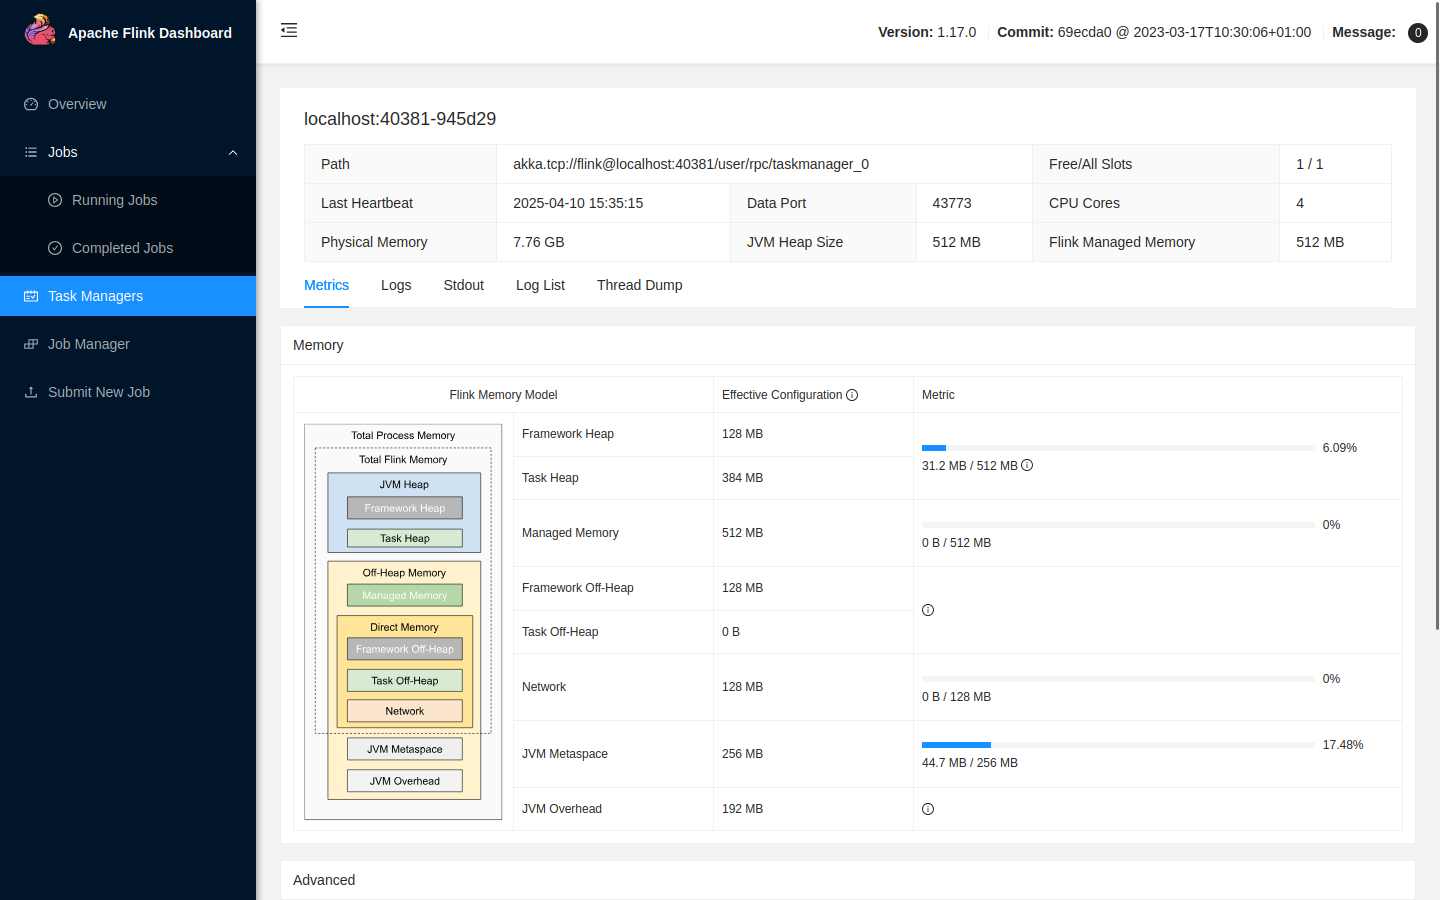 Apache Flink Dashboard
Version: 1.17.0 Commit: 69ecda0 @ 2023-03-17T10:30:06+01:00 Message: 0
Overview
Jobs
Running Jobs
Completed Jobs
Task Managers
Job Manager
Submit New Job
localhost:40381-945d29
Path akka.tcp://flink@localhost:40381/user/rpc/taskmanager_0 Free/All Slots 1 / 1
Last Heartbeat 2025-04-10 15:35:15 Data Port 43773 CPU Cores 4
Physical Memory 7.76 GB JVM Heap Size 512 MB Flink Managed Memory 512 MB
Metrics Logs Stdout Log List Thread Dump
Memory
Flink Memory Model Effective Configuration Metric
Total Process Memory
Total Flink Memory
JVM Heap
Framework Heap
Task Heap
Off-Heap Memory
Managed Memory
Direct Memory
Framework Off-Heap
Task Off-Heap
Network
JVM Metaspace
JVM Overhead
Framework Heap 128 MB
6.09%
31.2 MB / 512 MB
Task Heap 384 MB
Managed Memory 512 MB
0%
0 B / 512 MB
Framework Off-Heap 128 MB
Task Off-Heap 0 B
Network 128 MB
0%
0 B / 128 MB
JVM Metaspace 256 MB
17.48%
44.7 MB / 256 MB
JVM Overhead 192 MB
Advanced